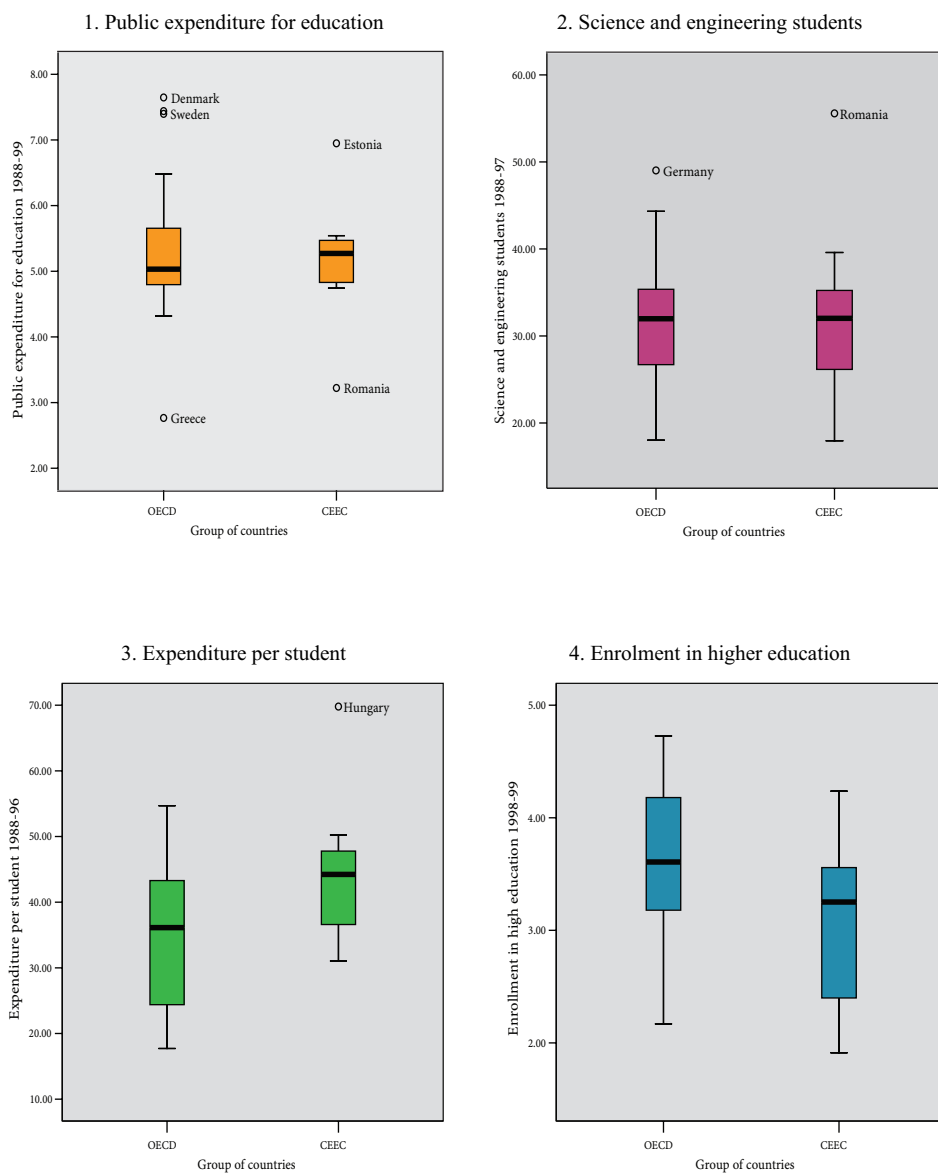 1. Public expenditure for education
8.00
Denmark
Sweden
7.00
Estonia
6.00
5.00
4.00
3.00
Romania
Greece
2.00
Public expenditure for education 1988-99
OECD
CEEC
Group of countries
2. Science and engineering students
60.00
Romania
50.00
Germany
40.00
30.00
20.00
Science and engineering students 1988-97
OECD
CEEC
Group of countries
3. Expenditure per student
70.00
Hungary
60.00
50.00
40.00
30.00
20.00
10.00
Expenditure per student 1988-96
OECD
CEEC
Group of countries
4. Enrolment in higher education
5.00
4.00
3.00
2.00
Enrollment in high education 1998-99
OECD
CEEC
Group of countries